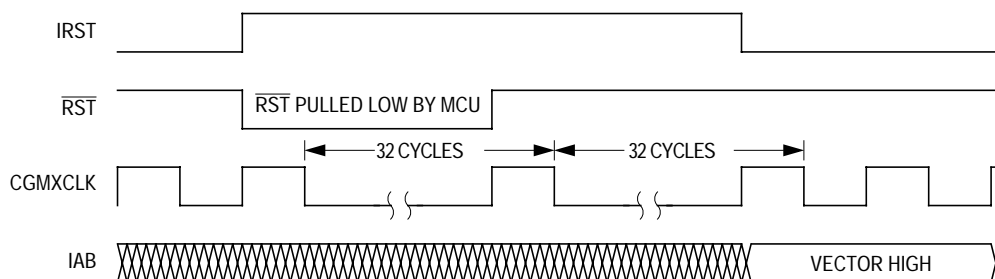 IRST
RST
RST PULLED LOW BY MCU
32 CYCLES
32 CYCLES
CGMXCLK
IAB
VECTOR HIGH